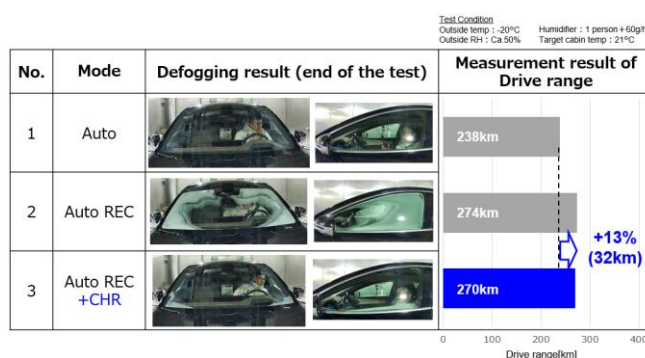 Test Condition
Outside temp : -20°C Humidifier : 1 person+60g/h
Outside RH : Ca.50% Target cabin temp : 21°C
No. Mode Defogging result (end of the test) Measurement result of
Drive range
1 Auto 238km
2 Auto REC 274km
+13%
(32km)
3 Auto REC
+CHR 270km
0 100 200 300 400
Drive range[km]